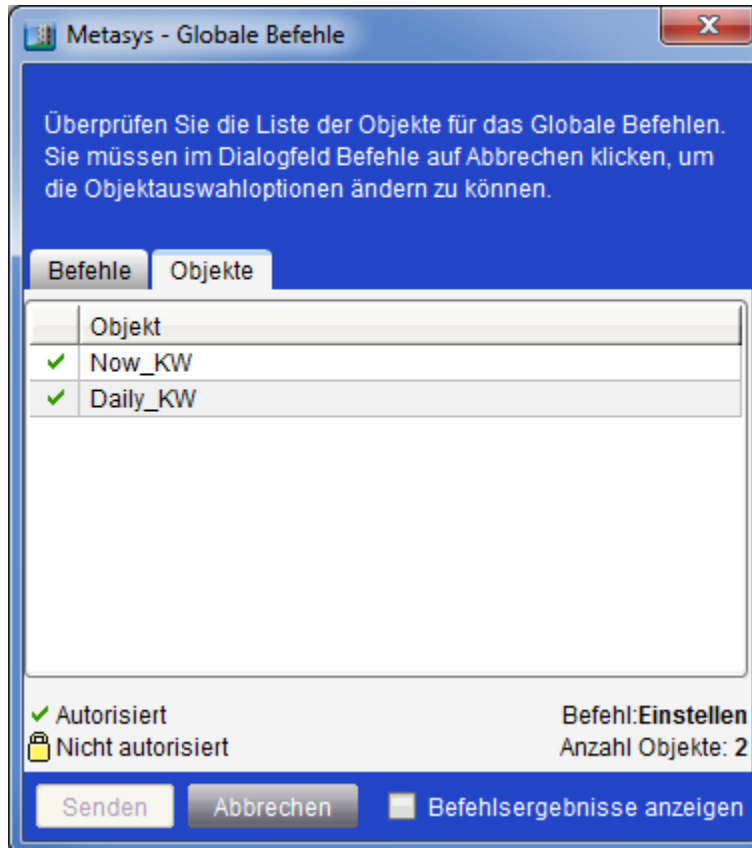 Metasys - Globale Befehle
Überprüfen Sie die Liste der Objekte für das Globale Befehlen.
Sie müssen im Dialogfeld Befehle auf Abbrechen klicken, um
die Objektauswahloptionen ändern zu können.
Befehle Objekte
Objekt
Now_KW
Daily_KW
Autorisiert Befehl:Einstellen
Nicht autorisiert Anzahl Objekte: 2
Senden Abbrechen Befehlsergebnisse anzeigen